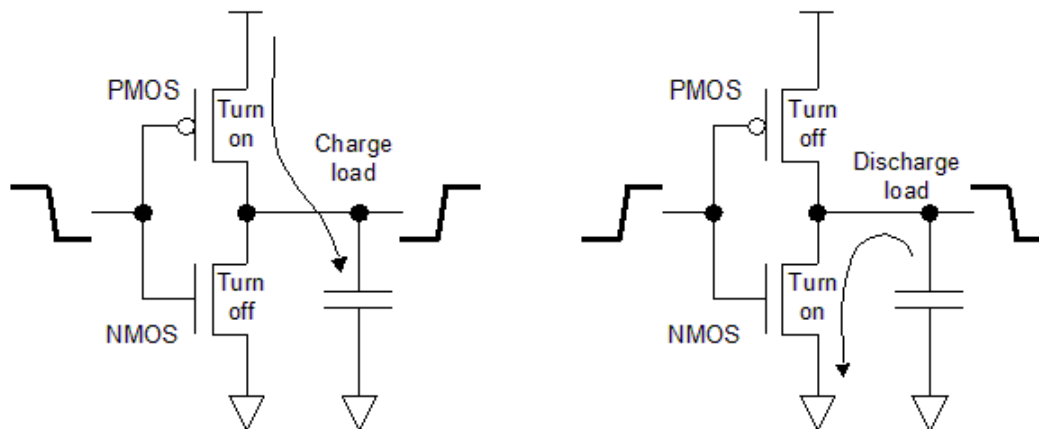 PMOS
Turn
on
Charge
load
Turn
off
NMOS
PMOS
Turn
off
Discharge
load
Turn
on
NMOS